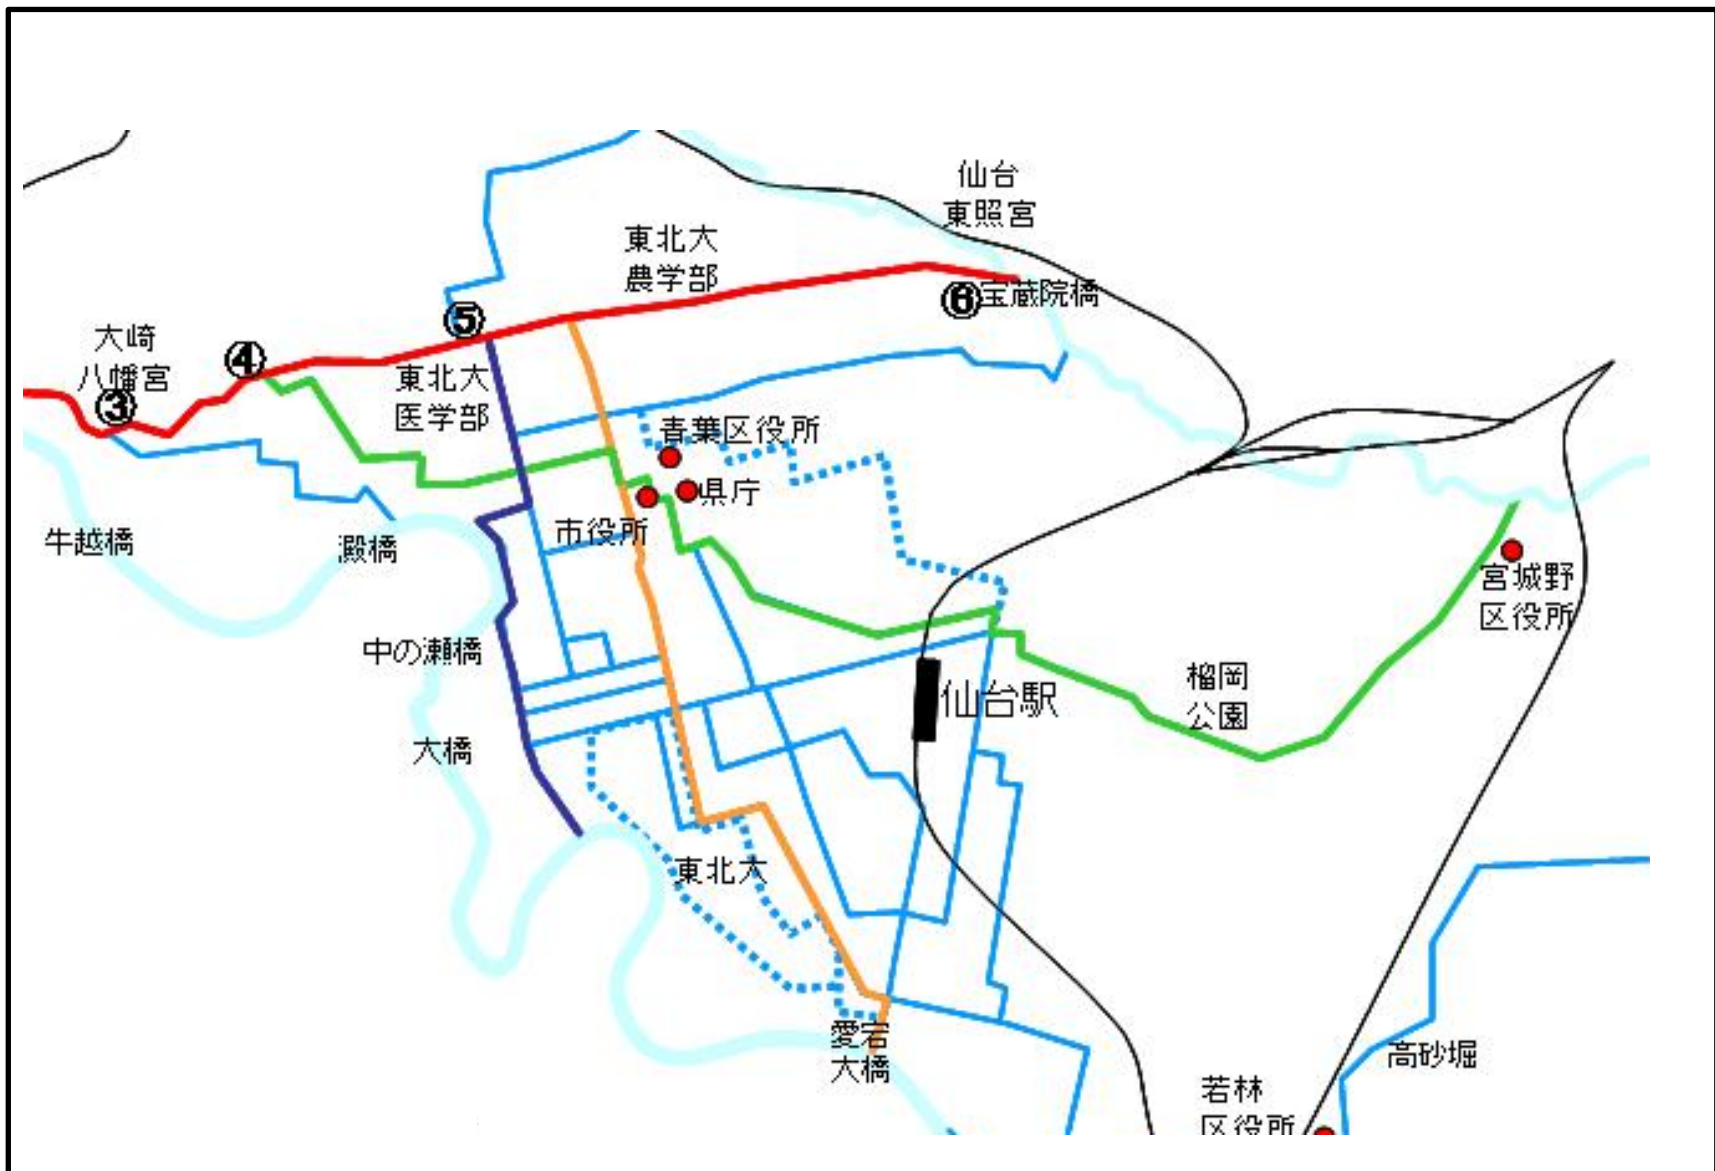 仙台
東照宮
東北大
農学部
⑥
宝蔵院橋
⑤
大崎
八幡宮
③
④
東北大
医学部
青葉区役所
県庁
市役所
牛越橋
澱橋
宮城野
区役所
中の瀬橋
榴岡
公園
仙台駅
大橋
東北大
愛宕
大橋
高砂堀
若林
区役所